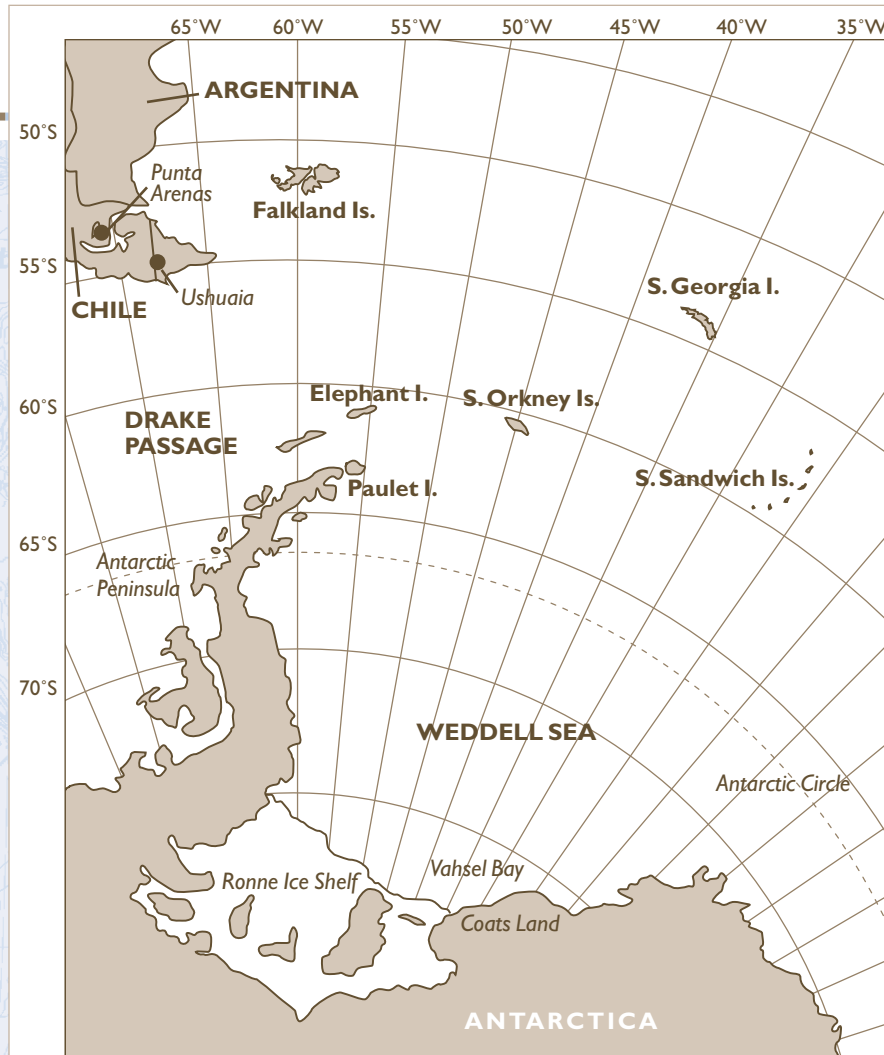 65˚W 60˚W 55˚W 50˚W 45˚W 40˚W 35˚W
ARGENTINA
50˚S
Punta
Arenas
Falkland Is.
55˚S
S. Georgia I.
Ushuaia
CHILE
Elephant I.
S. Orkney Is.
60˚S
DRAKE
PASSAGE
S. Sandwich Is.
Paulet I.
65˚S
Antarctic
Peninsula
70˚S
WEDDELL SEA
Antarctic Circle
Vahsel Bay
Ronne Ice Shelf
Coats Land
ANTARCTICA